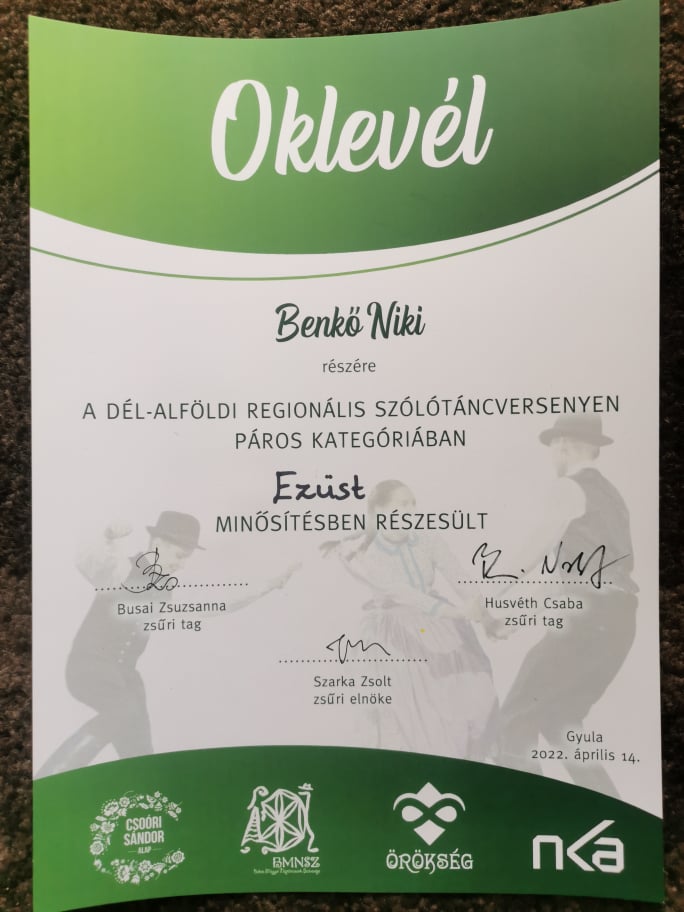 Oklevél
Benkő Niki
részére
A DÉL-ALFÖLDI REGIONÁLIS SZÓLÓTÁNCVERSENYEN
PÁROS KATEGÓRIÁBAN
Ezüst
MINŐSÍTÉSBEN RÉSZESÜLT
Busai Zsuzsanna
zsűri tag
Husvéth Csaba
zsűri tag
Szarka Zsolt
zsűri elnöke
Gyula
2022. április 14.
CSOÓRI
SÁNDOR
ALAP
BMNSZ
ÖRÖKSÉG
nka